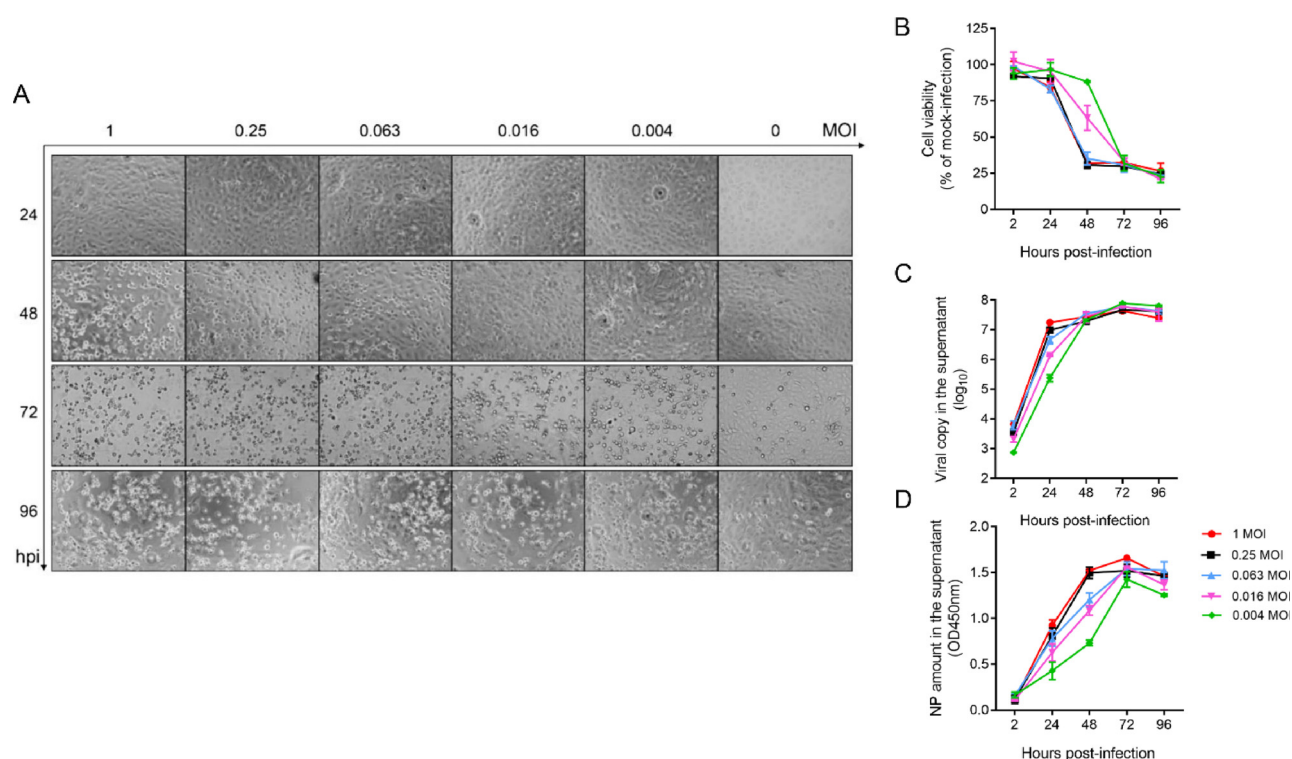 A
1 0.25 0.063 0.016 0.004 0 MOI
24
48
72
96
hpi
B
Cell viability
(% of mock-infection)
125
100
75
50
25
0
2 24 48 72 96
Hours post-infection
C
Viral copy in the supernatant
(log10)
8
7
6
5
4
3
2
2 24 48 72 96
Hours post-infection
D
NP amount in the supernatant
(OD450nm)
2.0
1.5
1.0
0.5
0.0
2 24 48 72 96
Hours post-infection
1 MOI
0.25 MOI
0.063 MOI
0.016 MOI
0.004 MOI